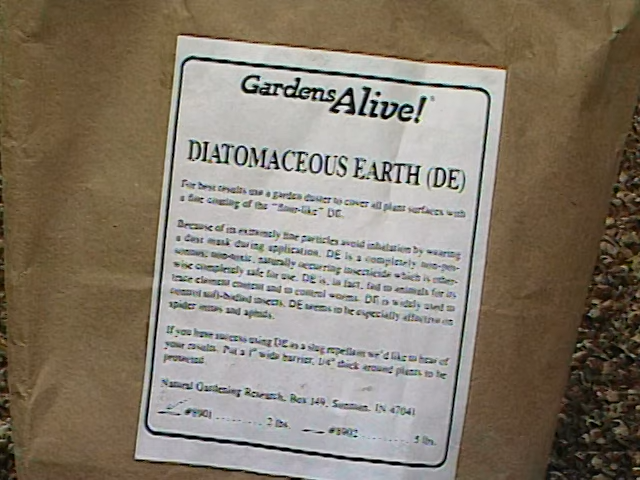 Gardens Alive!
DIATOMACEOUS EARTH (DE)
For best results use a garden duster to cover all plant surfaces with
a fine coating of the "flour-like" DE.
Because of its extremely fine particles avoid inhalation by wearing
a dust mask during application. DE is a completely non-poi-
sonous, non-toxic, naturally occurring insecticide which is other-
wise completely safe for use. DE is, in fact, fed to animals for its
trace element content and to control worms. DE is widely used to
control soft-bodied insects. DE seems to be especially effective on
spider mites and aphids.
If you have success using DE as a slug repellent we'd like to hear of
your results. Put a 1" wide barrier, 1/4" thick around plants to be
protected.
Natural Gardening Research, Box 149, Sunman, IN 47041
#8901 ......... 2 lbs. #8902 ......... 5 lbs.